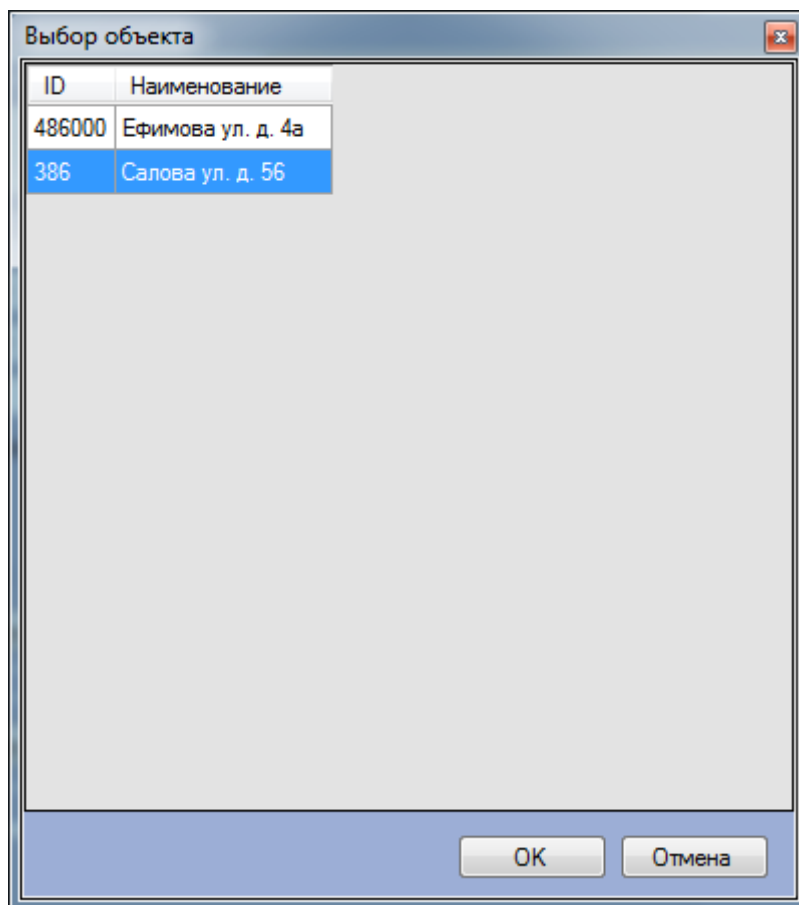 Выбор объекта
ID Наименование
486000 Ефимова ул. д. 4а
386 Салова ул. д. 56
OK Отмена